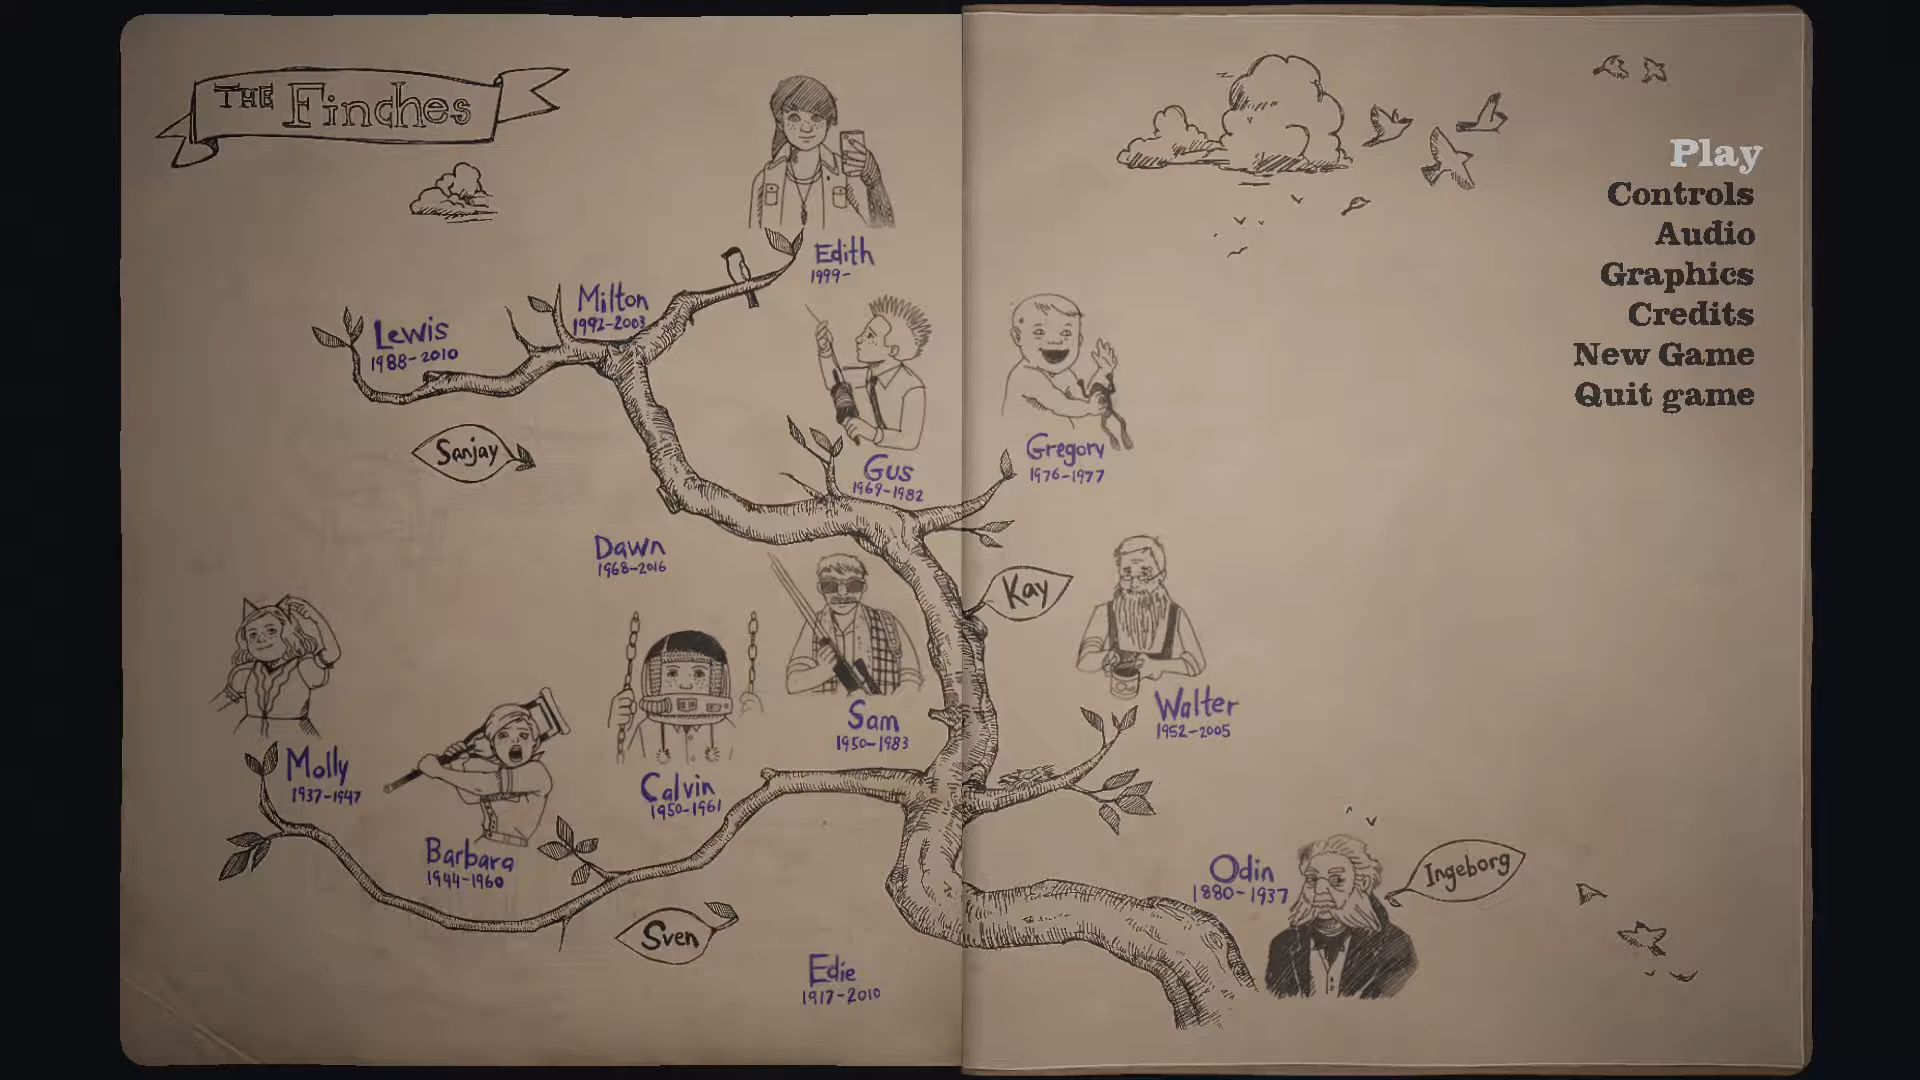 THE Finches
Edith
1999-
Milton
1992-2003
Lewis
1988-2010
Sanjay
Gus
1969-1982
Gregory
1976-1977
Dawn
1968-2016
Kay
Sam
1950-1983
Walter
1952-2005
Molly
1937-1947
Calvin
1950-1961
Barbara
1944-1960
Sven
Edie
1917-2010
Odin
1880-1937
Ingeborg
Play
Controls
Audio
Graphics
Credits
New Game
Quit game